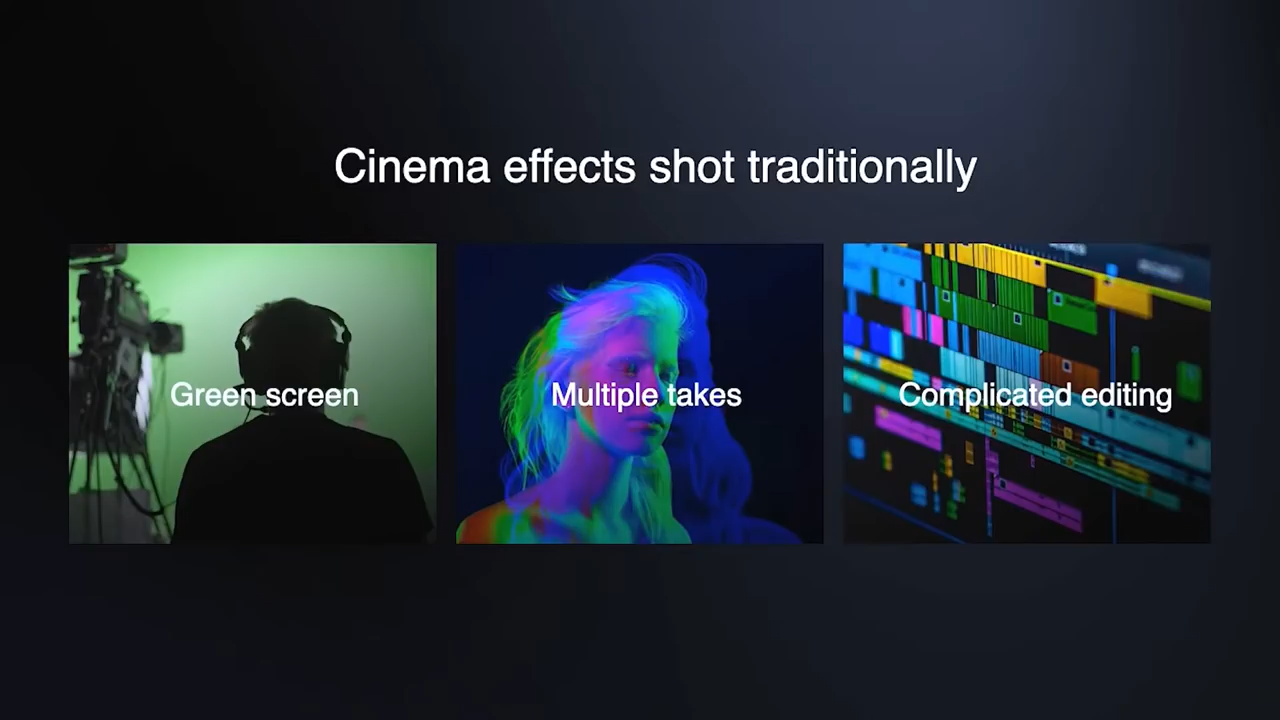 Cinema effects shot traditionally
Green screen
Multiple takes
Complicated editing